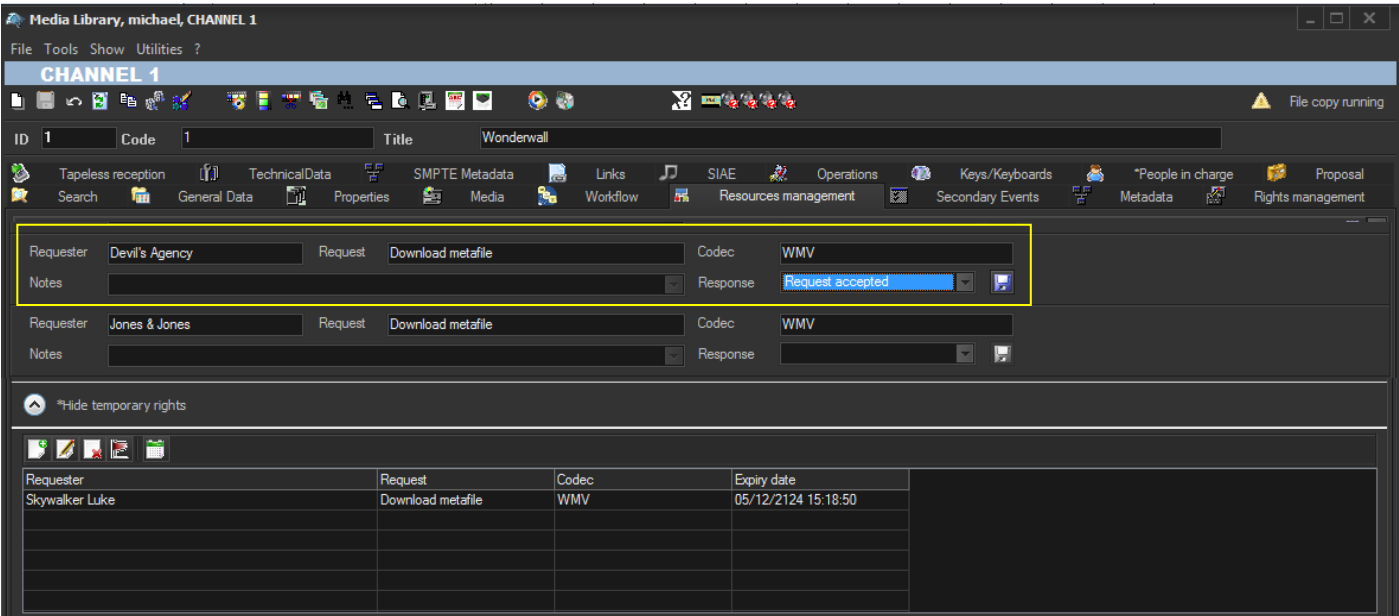 Media Library, michael, CHANNEL 1
File Tools Show Utilities ?
CHANNEL 1
File copy running
ID 1 Code 1 Title Wonderwall
Tapeless reception TechnicalData SMPTE Metadata Links SIAE Operations Keys/Keyboards *People in charge Proposal
Search General Data Properties Media Workflow Resources management Secondary Events Metadata Rights management
Requester Devil's Agency Request Download metafile Codec WMV
Notes Response Request accepted
Requester Jones & Jones Request Download metafile Codec WMV
Notes Response
*Hide temporary rights
Requester Request Codec Expiry date
Skywalker Luke Download metafile WMV 05/12/2124 15:18:50